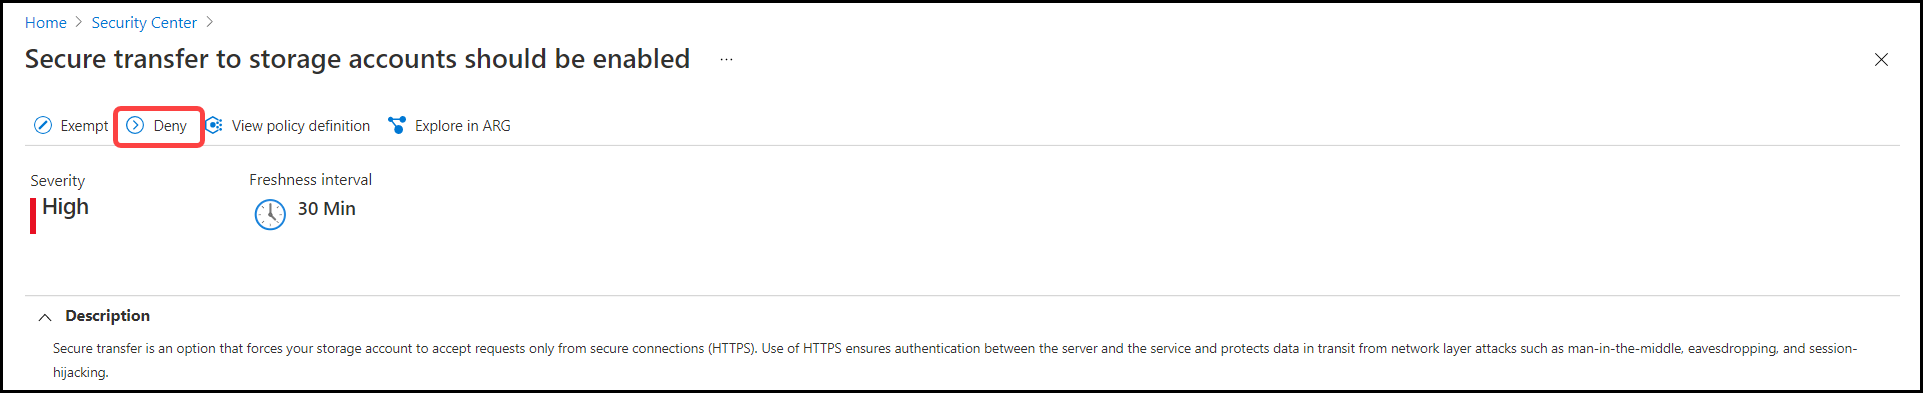 Home > Security Center >
Secure transfer to storage accounts should be enabled ...
Exempt Deny View policy definition Explore in ARG
Severity Freshness interval
High 30 Min
Description
Secure transfer is an option that forces your storage account to accept requests only from secure connections (HTTPS). Use of HTTPS ensures authentication between the server and the service and protects data in transit from network layer attacks such as man-in-the-middle, eavesdropping, and session-
hijacking.